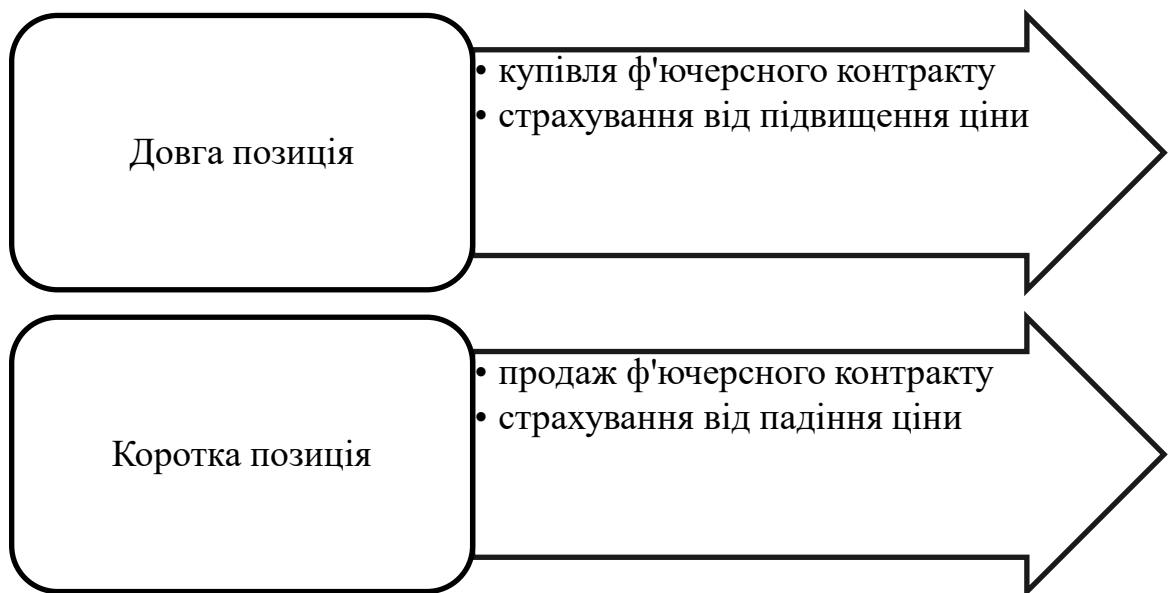 Довга позиція
• купівля ф'ючерсного контракту
• страхування від підвищення ціни
Коротка позиція
• продаж ф'ючерсного контракту
• страхування від падіння ціни